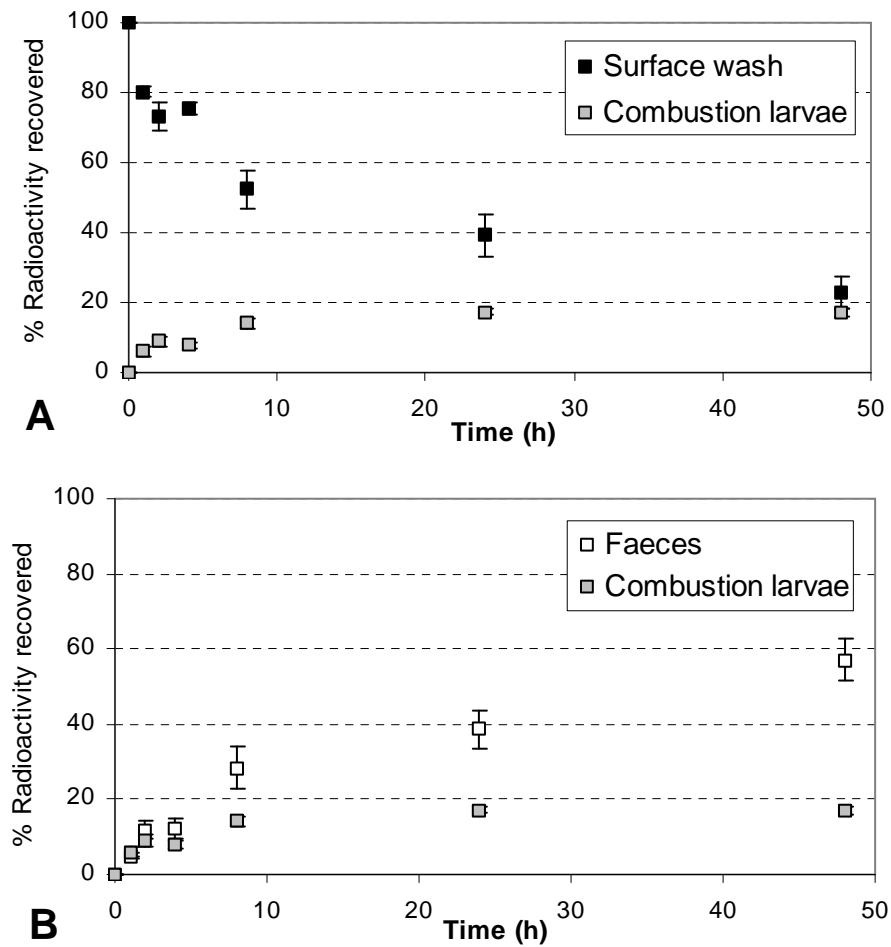 100
80
60
40
20
0
% Radioactivity recovered
Surface wash
Combustion larvae
0 10 20 30 40 50
A
Time (h)
100
80
60
40
20
0
% Radioactivity recovered
Faeces
Combustion larvae
0 10 20 30 40 50
B
Time (h)